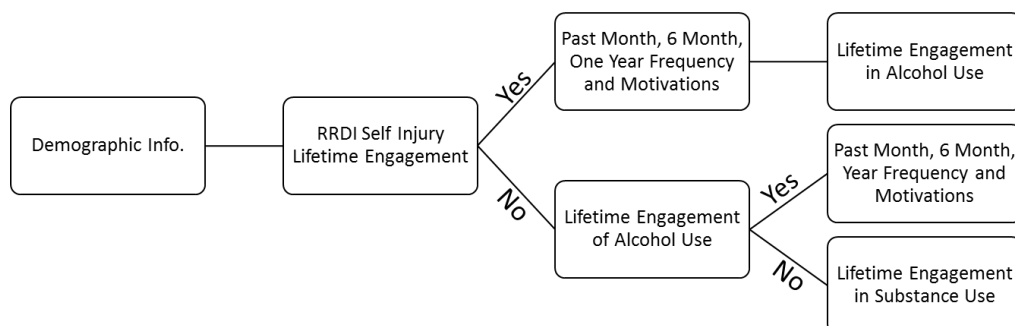 Demographic Info.
RRDI Self Injury
Lifetime Engagement
Yes
Past Month, 6 Month,
One Year Frequency
and Motivations
Lifetime Engagement
in Alcohol Use
No
Lifetime Engagement
of Alcohol Use
Yes
Past Month, 6 Month,
Year Frequency and
Motivations
No
Lifetime Engagement
in Substance Use